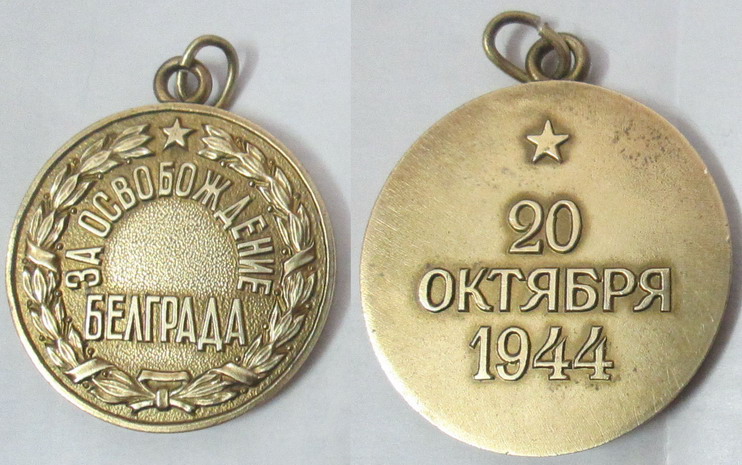 ЗА ОСВОБОЖДЕНИЕ
БЕЛГРАДА
20
ОКТЯБРЯ
1944